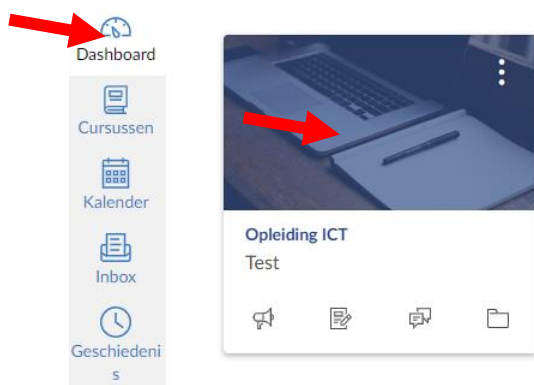 Dashboard
Cursussen
Kalender
Inbox
Geschiedeni
s
Opleiding ICT
Test